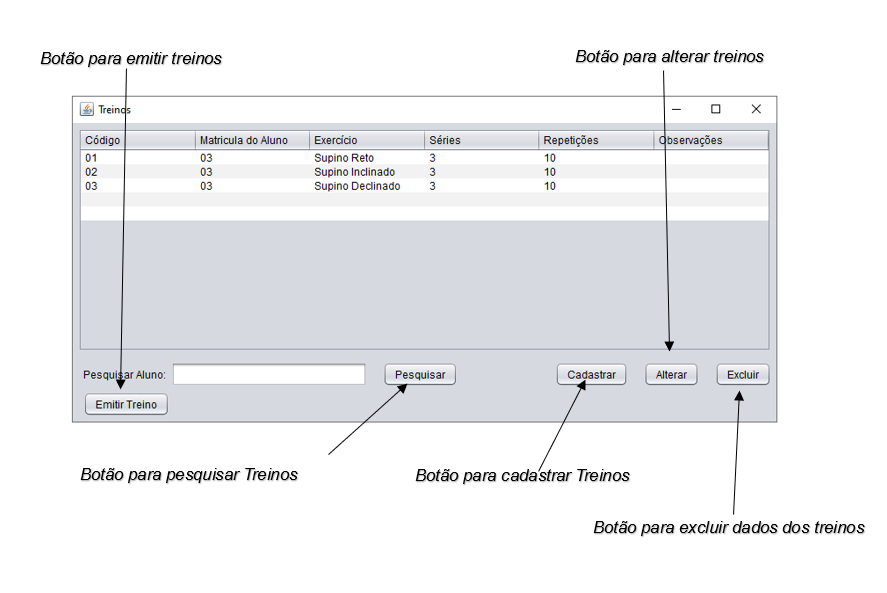 Botão para emitir treinos
Botão para alterar treinos
Treinos
Código Matricula do Aluno Exercício Séries Repetições Observações
01 03 Supino Reto 3 10
02 03 Supino Inclinado 3 10
03 03 Supino Declinado 3 10
Pesquisar Aluno: Pesquisar Cadastrar Alterar Excluir
Emitir Treino
Botão para pesquisar Treinos
Botão para cadastrar Treinos
Botão para excluir dados dos treinos